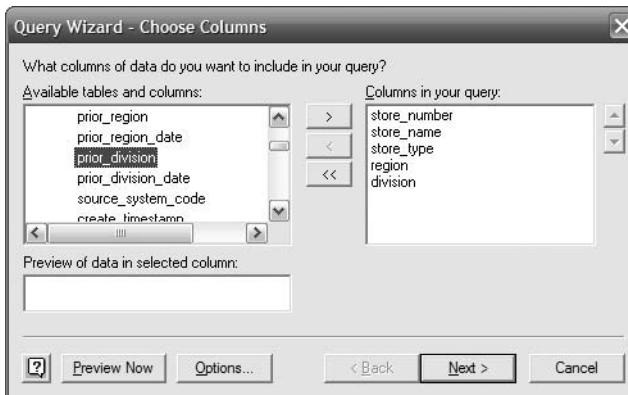 Query Wizard - Choose Columns
What columns of data do you want to include in your query?
Available tables and columns:
prior_region
prior_region_date
prior_division
prior_division_date
source_system_code
create_timestamp
>
<
<<
Columns in your query:
store_number
store_name
store_type
region
division
Preview of data in selected column:
?
Preview Now
Options...
< Back
Next >
Cancel